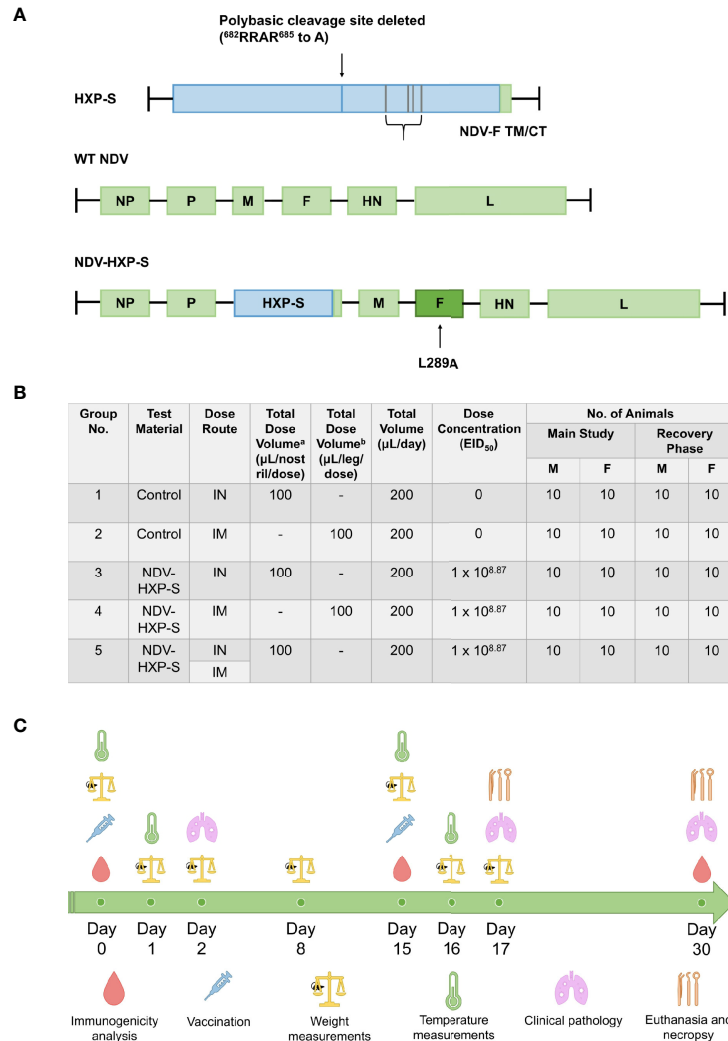 A
Polybasic cleavage site deleted
(⁶⁸²RRAR⁶⁸⁵ to A)
HXP-S
NDV-F TM/CT
WT NDV
NP P M F HN L
NDV-HXP-S
NP P HXP-S M F HN L
L289A
B
Group No. Test Material Dose Route Total Dose Volumeᵃ (µL/nost ril/dose) Total Dose Volumeᵇ (µL/leg/ dose) Total Volume (µL/day) Dose Concentration (EID₅₀) No. of Animals
Main Study Recovery Phase
M F M F
1 Control IN 100 - 200 0 10 10 10 10
2 Control IM - 100 200 0 10 10 10 10
3 NDV-HXP-S IN 100 - 200 1 x 10⁸·⁸⁷ 10 10 10 10
4 NDV-HXP-S IM - 100 200 1 x 10⁸·⁸⁷ 10 10 10 10
5 NDV-HXP-S IN IM 100 - 200 1 x 10⁸·⁸⁷ 10 10 10 10
C
Day 0 Day 1 Day 2 Day 8 Day 15 Day 16 Day 17 Day 30
Immunogenicity analysis
Vaccination
Weight measurements
Temperature measurements
Clinical pathology
Euthanasia and necropsy